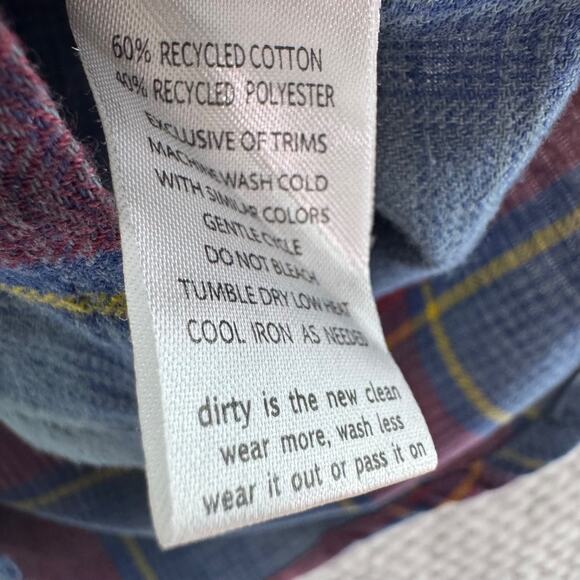 60% RECYCLED COTTON
40% RECYCLED POLYESTER
EXCLUSIVE OF TRIMS
MACHINE WASH COLD
WITH SIMILAR COLORS
GENTLE CYCLE
DO NOT BLEACH
TUMBLE DRY LOW HEAT
COOL IRON AS NEEDED
dirty is the new clean
wear more, wash less
wear it out or pass it on